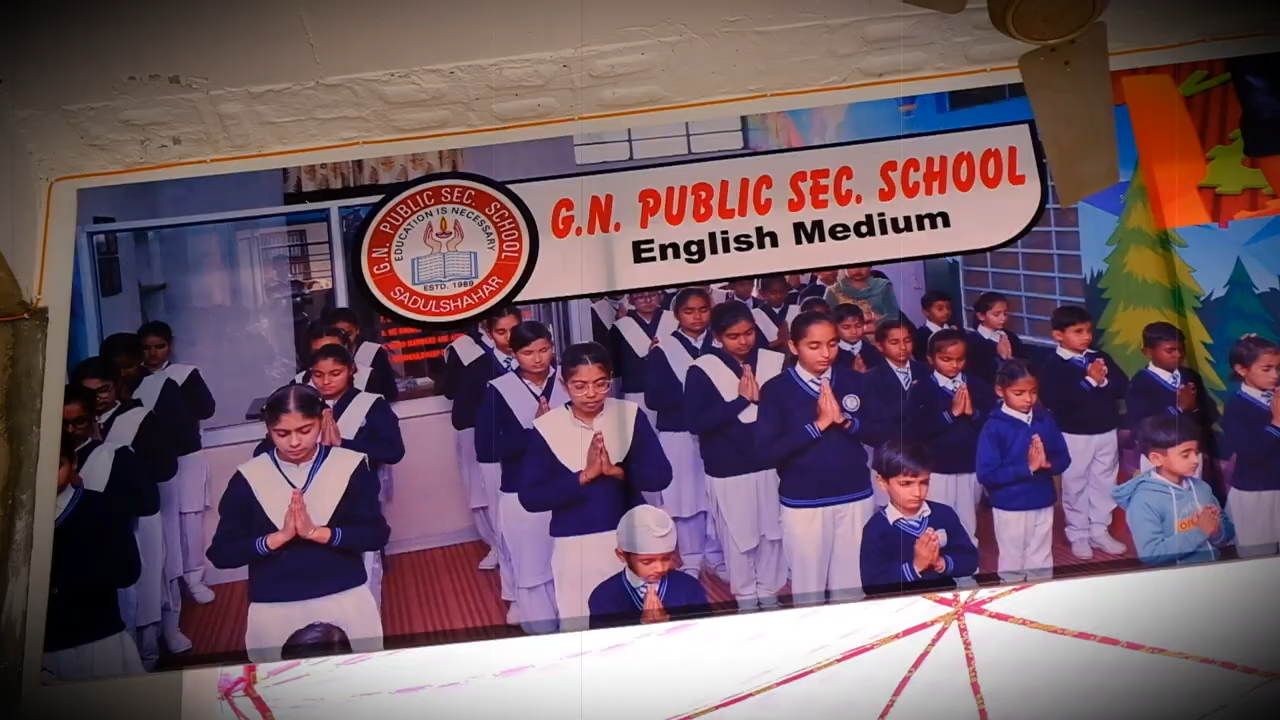 G.N. PUBLIC SEC. SCHOOL
EDUCATION IS NECESSARY
ESTD. 1989
SADULSHAHAR
G.N. PUBLIC SEC. SCHOOL
English Medium